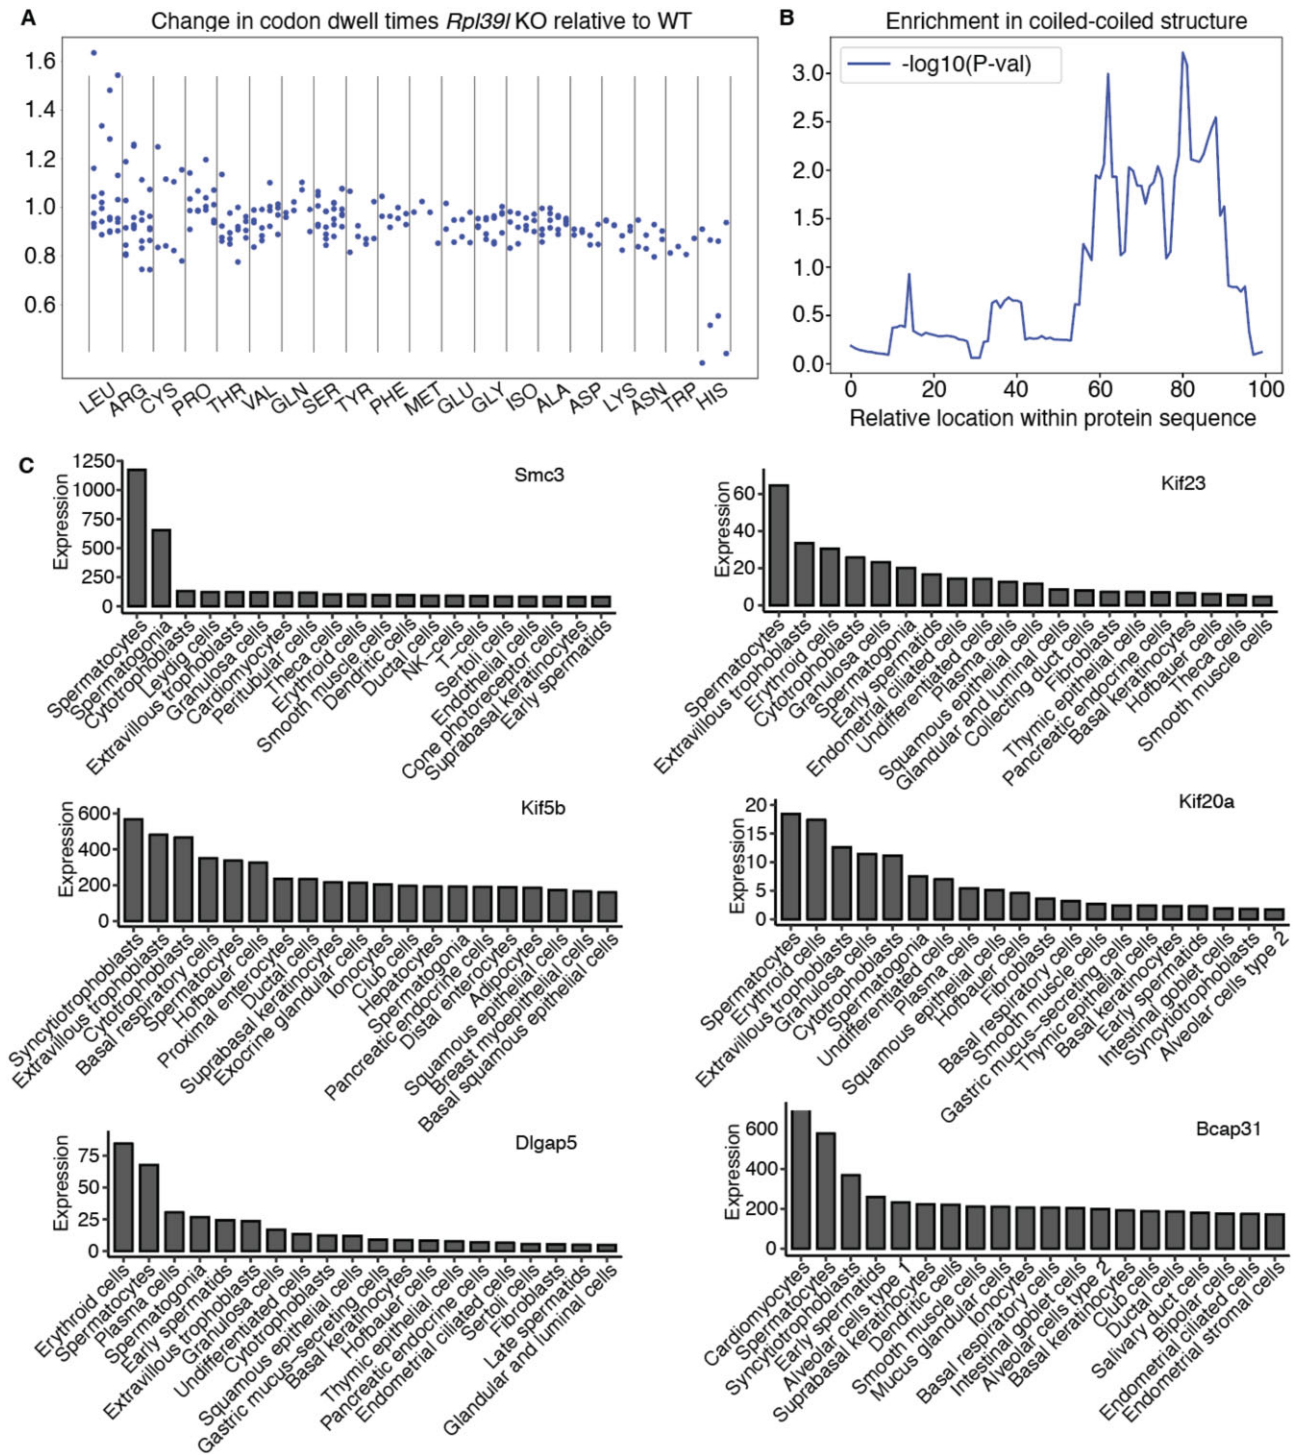 A
Change in codon dwell times Rpl39l KO relative to WT
1.6
1.4
1.2
1.0
0.8
0.6
LEU
ARG
CYS
PRO
THR
VAL
GLN
SER
TYR
PHE
MET
GLU
GLY
ISO
ALA
ASP
LYS
ASN
TRP
HIS
B
Enrichment in coiled-coiled structure
-log10(P-val)
3.0
2.5
2.0
1.5
1.0
0.5
0.0
0
20
40
60
80
100
Relative location within protein sequence
C
Smc3
Expression
1250
1000
750
500
250
0
Spermatocytes
Spermatogonia
Cytotrophoblasts
Leydig cells
Extravillous trophoblasts
Granulosa cells
Cardiomyocytes
Peritubular cells
Theca cells
Erythroid cells
Smooth muscle cells
Dendritic cells
Ductal cells
NK−cells
T−cells
Sertoli cells
Endothelial cells
Cone photoreceptor cells
Suprabasal keratinocytes
Early spermatids
Kif23
Expression
60
40
20
0
Spermatocytes
Extravillous trophoblasts
Erythroid cells
Cytotrophoblasts
Granulosa cells
Spermatogonia
Early spermatids
Endometrial ciliated cells
Undifferentiated cells
Plasma cells
Squamous epithelial cells
Glandular and luminal cells
Collecting duct cells
Fibroblasts
Thymic epithelial cells
Pancreatic endocrine cells
Basal keratinocytes
Hofbauer cells
Theca cells
Smooth muscle cells
Kif5b
Expression
600
400
200
0
Syncytiotrophoblasts
Extravillous trophoblasts
Cytotrophoblasts
Basal respiratory cells
Spermatocytes
Hofbauer cells
Proximal enterocytes
Ductal cells
Suprabasal keratinocytes
Exocrine glandular cells
Ionocytes
Club cells
Hepatocytes
Spermatogonia
Pancreatic endocrine cells
Distal enterocytes
Adipocytes
Squamous epithelial cells
Breast myoepithelial cells
Basal squamous epithelial cells
Kif20a
Expression
20
15
10
5
0
Spermatocytes
Erythroid cells
Extravillous trophoblasts
Granulosa cells
Cytotrophoblasts
Spermatogonia
Undifferentiated cells
Plasma cells
Squamous epithelial cells
Hofbauer cells
Fibroblasts
Basal respiratory cells
Smooth muscle cells
Gastric mucus−secreting cells
Thymic epithelial cells
Basal keratinocytes
Early spermatids
Intestinal goblet cells
Syncytiotrophoblasts
Alveolar cells type 2
Dlgap5
Expression
75
50
25
0
Erythroid cells
Spermatocytes
Plasma cells
Spermatogonia
Early spermatids
Extravillous trophoblasts
Granulosa cells
Undifferentiated cells
Cytotrophoblasts
Squamous epithelial cells
Gastric mucus−secreting cells
Basal keratinocytes
Hofbauer cells
Thymic epithelial cells
Pancreatic endocrine cells
Endometrial ciliated cells
Sertoli cells
Fibroblasts
Late spermatids
Glandular and luminal cells
Bcap31
Expression
600
400
200
0
Cardiomyocytes
Spermatocytes
Syncytiotrophoblasts
Early spermatids
Alveolar cells type 1
Suprabasal keratinocytes
Dendritic cells
Smooth muscle cells
Mucus glandular cells
Ionocytes
Basal respiratory cells
Intestinal goblet cells
Alveolar cells type 2
Basal keratinocytes
Club cells
Ductal cells
Salivary duct cells
Bipolar cells
Endometrial ciliated cells
Endometrial stromal cells